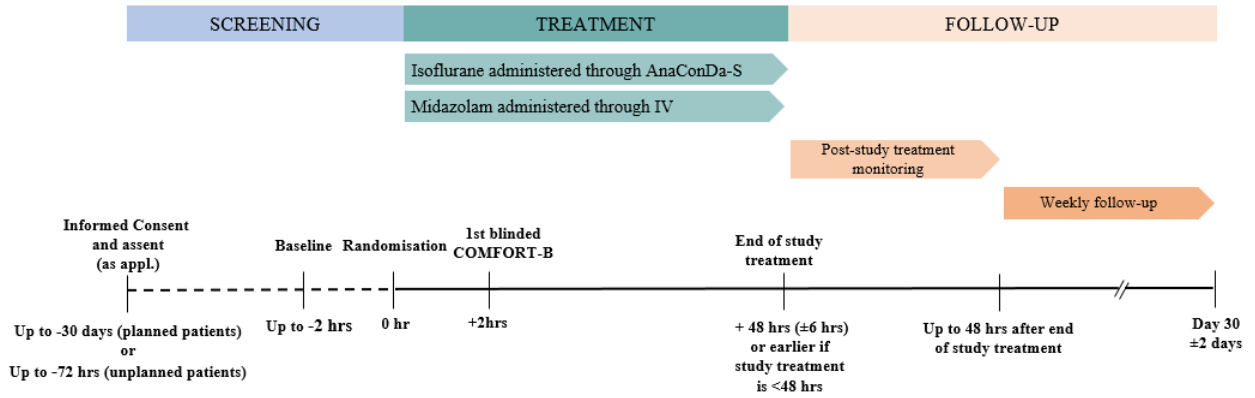 SCREENING
TREATMENT
FOLLOW-UP
Isoflurane administered through AnaConDa-S
Midazolam administered through IV
Post-study treatment
monitoring
Weekly follow-up
Informed Consent
and assent
(as appl.)
Baseline
Randomisation
1st blinded
COMFORT-B
End of study
treatment
Up to -30 days (planned patients)
or
Up to -72 hrs (unplanned patients)
Up to -2 hrs
0 hr
+2hrs
+ 48 hrs (±6 hrs)
or earlier if
study treatment
is <48 hrs
Up to 48 hrs after end
of study treatment
Day 30
±2 days